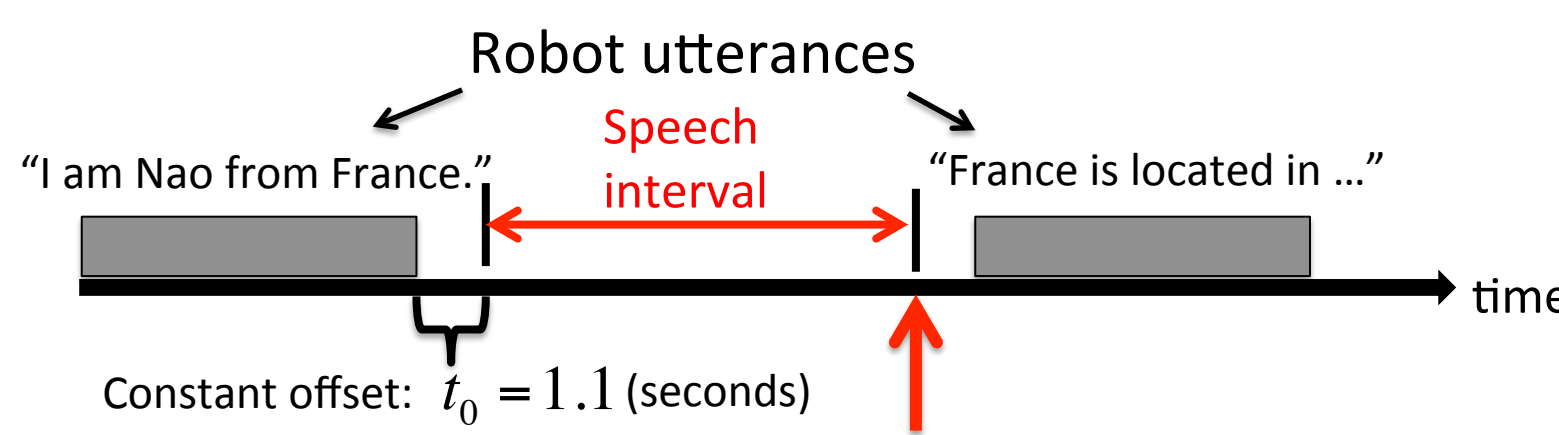 Robot utterances
Speech
interval
“I am Nao from France.”
“France is located in ...”
time
Constant offset: t₀ = 1.1 (seconds)